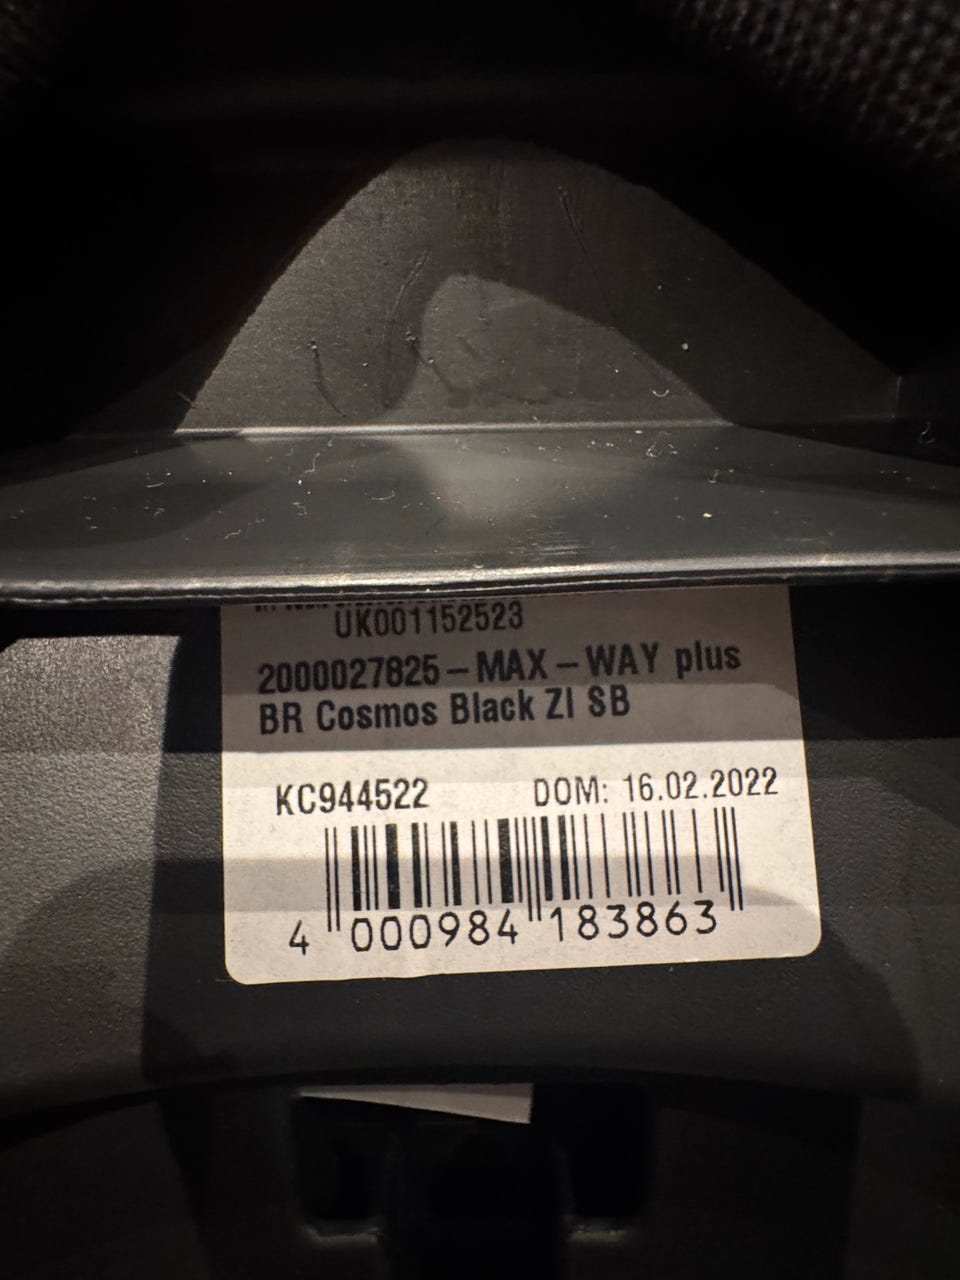 UK001152523
2000027825-MAX-WAY plus
BR Cosmos Black ZI SB
KC944522 DOM: 16.02.2022
4 000984 183863